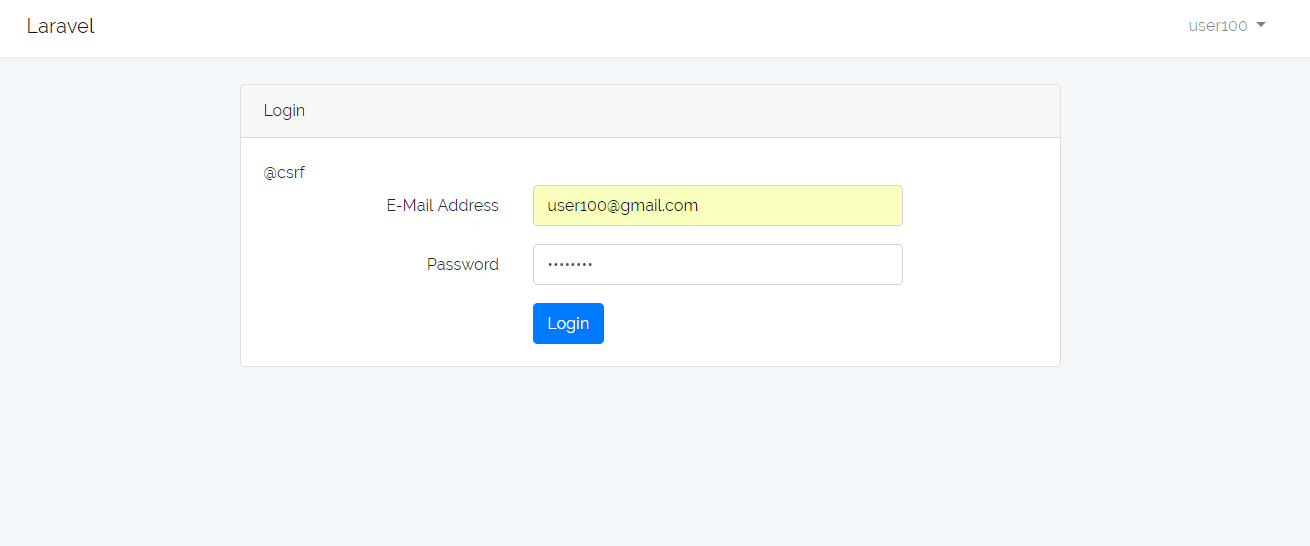 Laravel
user100
Login
@csrf
E-Mail Address
user100@gmail.com
Password
••••••••
Login